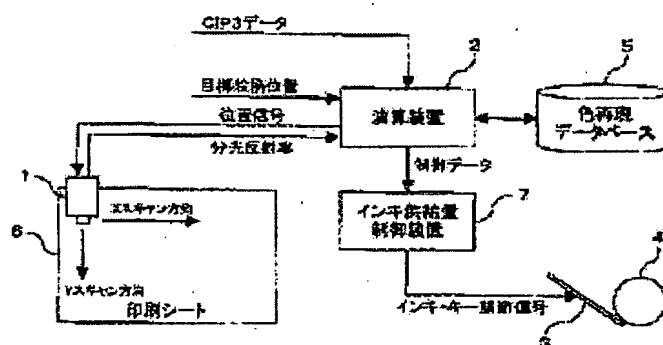 CIP3データ
2
5
目標絵柄位置
位置信号
演算装置
色再現
データベース
分光反射率
制御データ
1
7
Xスキャン方向
インキ供給量
制御装置
6
4
Yスキャン方向
印刷シート
インキキー調節信号
3